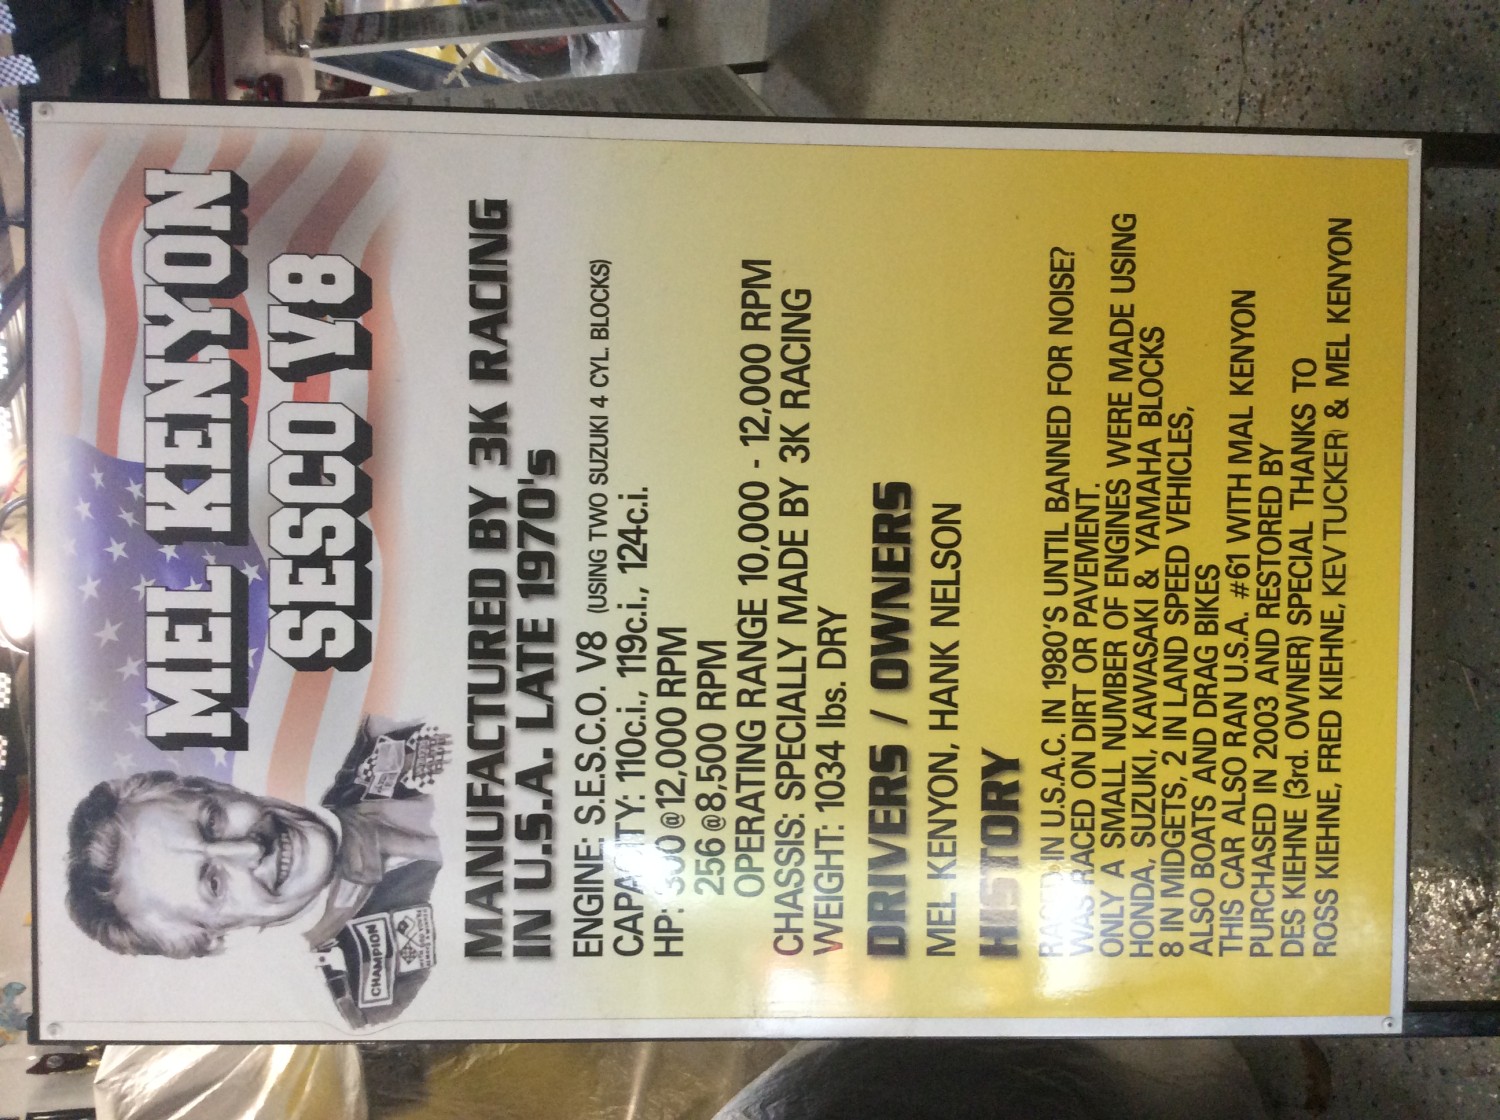 MEL KENYON
SESCO V8
CHAMPION
MANUFACTURED BY 3K RACING
IN U.S.A. LATE 1970's
ENGINE: S.E.S.C.O. V8 (USING TWO SUZUKI 4 CYL. BLOCKS)
CAPACITY: 110c.i., 119c.i., 124c.i.
HP: 300 @ 12,000 RPM
256 @ 8,500 RPM
OPERATING RANGE 10,000 - 12,000 RPM
CHASSIS: SPECIALLY MADE BY 3K RACING
WEIGHT: 1034 lbs. DRY
DRIVERS / OWNERS
MEL KENYON, HANK NELSON
HISTORY
RACED IN U.S.A.C. IN 1980'S UNTIL BANNED FOR NOISE?
WAS RACED ON DIRT OR PAVEMENT.
ONLY A SMALL NUMBER OF ENGINES WERE MADE USING
HONDA, SUZUKI, KAWASAKI & YAMAHA BLOCKS
8 IN MIDGETS, 2 IN LAND SPEED VEHICLES,
ALSO BOATS AND DRAG BIKES
THIS CAR ALSO RAN U.S.A. #61 WITH MAL KENYON
PURCHASED IN 2003 AND RESTORED BY
DES KIEHNE (3rd. OWNER) SPECIAL THANKS TO
ROSS KIEHNE, FRED KIEHNE, KEV TUCKER & MEL KENYON